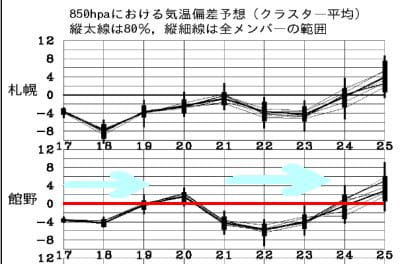 850hpaにおける気温偏差予想（クラスター平均）
縦太線は80%，縦細線は全メンバーの範囲
12
8
4
札幌 0
-4
-8
17 18 19 20 21 22 23 24 25
12
8
4
館野 0
-4
-8
17 18 19 20 21 22 23 24 25